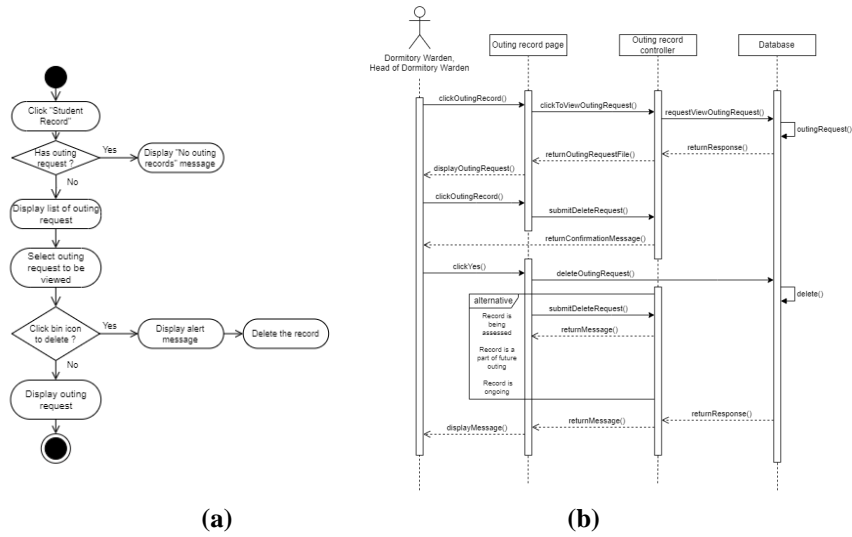 Click "Student
Record"
Has outing
request ?
Yes
Display "No outing
records" message
No
Display list of outing
request
Select outing
request to be
viewed
Click bin icon
to delete ?
Yes
Display alert
message
Delete the record
No
Display outing
request
(a)
Dormitory Warden,
Head of Dormitory Warden
Outing record page
Outing record
controller
Database
clickOutingRecord()
clickToViewOutingRequest()
requestViewOutingRequest()
outingRequest()
returnResponse()
returnOutingRequestFile()
displayOutingRequest()
clickOutingRecord()
submitDeleteRequest()
returnConfirmationMessage()
clickYes()
deleteOutingRequest()
delete()
alternative
submitDeleteRequest()
Record is
being
assessed
returnMessage()
Record is a
part of future
outing
Record is
ongoing
returnResponse()
returnMessage()
displayMessage()
(b)